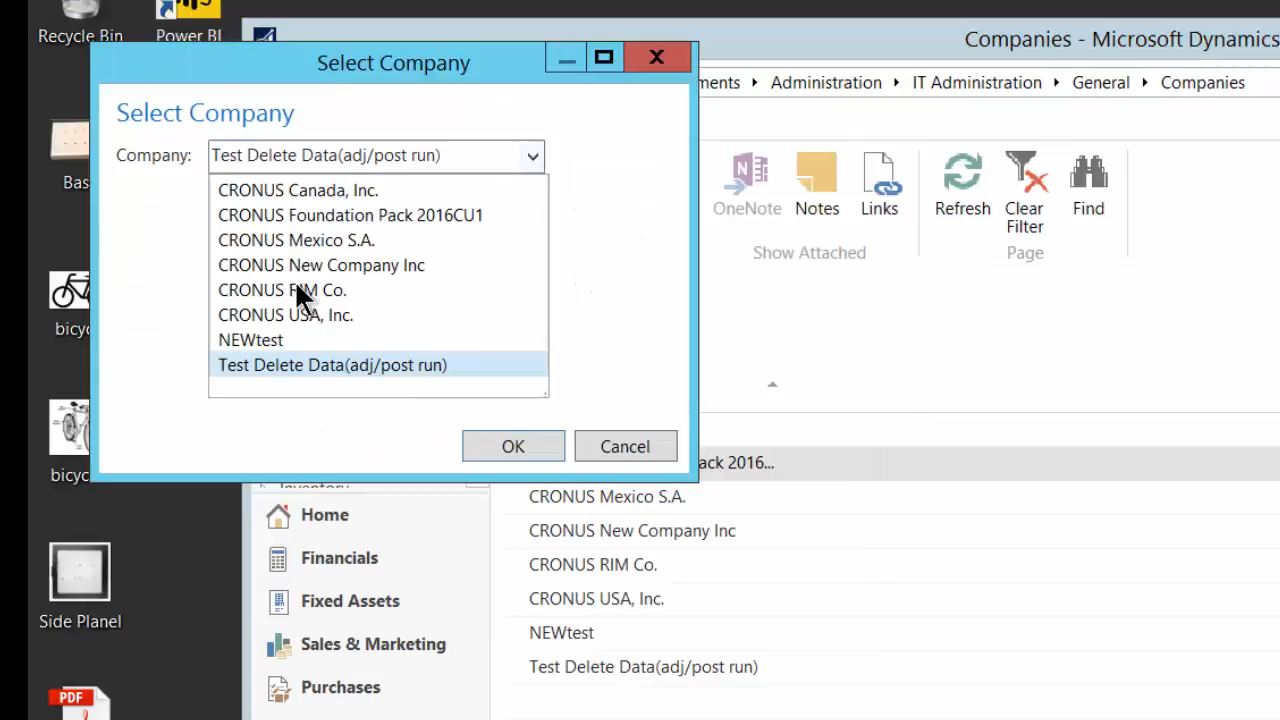 Recycle Bin
Power BI
Bas
bicyc
bicyc
Side Planel
PDF
Select Company
Select Company
Company:
Test Delete Data(adj/post run)
CRONUS Canada, Inc.
CRONUS Foundation Pack 2016CU1
CRONUS Mexico S.A.
CRONUS New Company Inc
CRONUS RIM Co.
CRONUS USA, Inc.
NEWtest
Test Delete Data(adj/post run)
OK
Cancel
Companies - Microsoft Dynamics
ments
Administration
IT Administration
General
Companies
OneNote
Notes
Links
Refresh
Clear
Filter
Find
Show Attached
Page
Home
Financials
Fixed Assets
Sales & Marketing
Purchases
ack 2016...
CRONUS Mexico S.A.
CRONUS New Company Inc
CRONUS RIM Co.
CRONUS USA, Inc.
NEWtest
Test Delete Data(adj/post run)